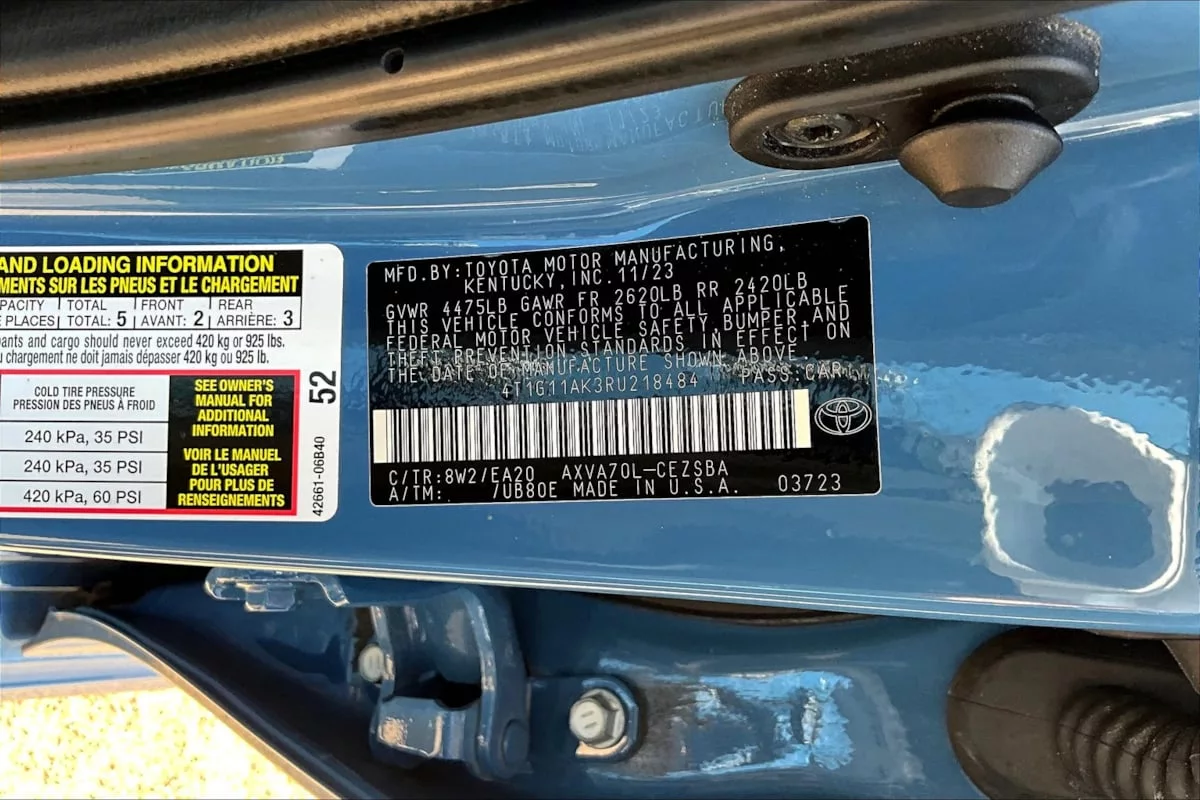 AND LOADING INFORMATION
MENTS SUR LES PNEUS ET LE CHARGEMENT
PACITY TOTAL FRONT REAR
PLACES TOTAL: 5 AVANT: 2 ARRIÈRE: 3
pants and cargo should never exceed 420 kg or 925 lbs.
chargement ne doit jamais dépasser 420 kg ou 925 lb.
COLD TIRE PRESSURE
PRESSION DES PNEUS À FROID
240 kPa, 35 PSI
240 kPa, 35 PSI
420 kPa, 60 PSI
SEE OWNER'S
MANUAL FOR
ADDITIONAL
INFORMATION
VOIR LE MANUEL
DE L'USAGER
POUR PLUS DE
RENSEIGNEMENTS
52
42661-06B40
MFD.BY:TOYOTA MOTOR MANUFACTURING,
KENTUCKY, INC. 11/23
GVWR 4475LB GAWR FR 2620LB RR 2420LB
THIS VEHICLE CONFORMS TO ALL APPLICABLE
FEDERAL MOTOR VEHICLE SAFETY, BUMPER AND
THEFT PREVENTION STANDARDS IN EFFECT ON
THE DATE OF MANUFACTURE SHOWN ABOVE.
4T1G11AK3RU218484 PASS.CAR
C/TR:8W2/EA20 AXVA70L-CEZSBA
A/TM: /UB80E MADE IN U.S.A. 03723